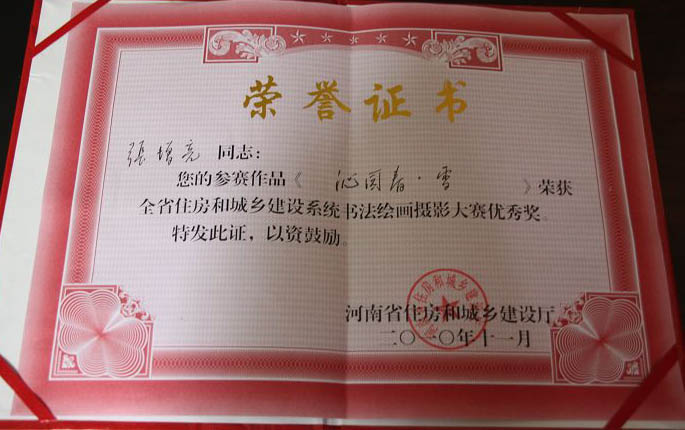 荣誉证书
張增亮 同志：
您的参赛作品《 沁园春·雪 》荣获
全省住房和城乡建设系统书法绘画摄影大赛优秀奖。
特发此证，以资鼓励。
河南省住房和城乡建设厅
二〇一〇年十一月